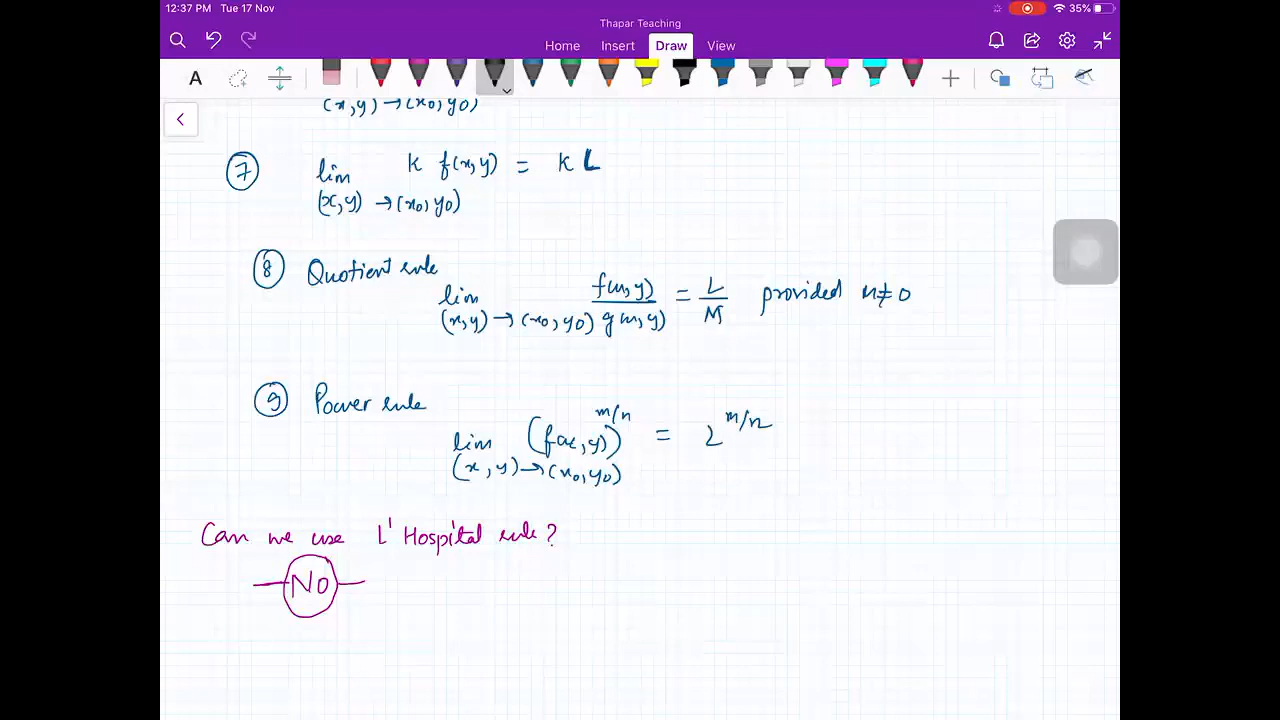 12:37 PM Tue 17 Nov
35%
Thapar Teaching
Home Insert Draw View
A
(x,y) → (x0, y0)
7 lim k f(x,y) = k L
(x,y) → (x0, y0)
8 Quotient rule
lim f(x,y) = L provided M ≠ 0
(x,y) → (x0, y0) g(x,y) M
9 Power rule
lim (f(x,y))^m/n = L^m/n
(x,y) → (x0, y0)
Can we use L' Hospital rule?
NO